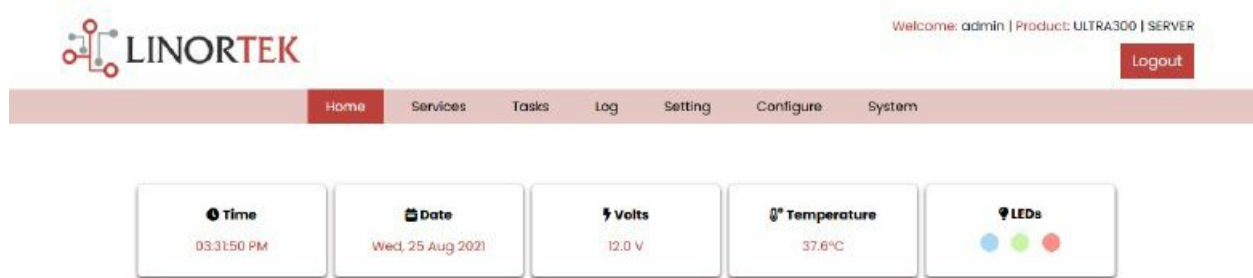 LINORTEK
Welcome: admin | Product: ULTRA300 | SERVER
Logout
Home Services Tasks Log Setting Configure System
Time Date Volts Temperature LEDs
03:31:50 PM Wed, 25 Aug 2021 12.0 V 37.6°C